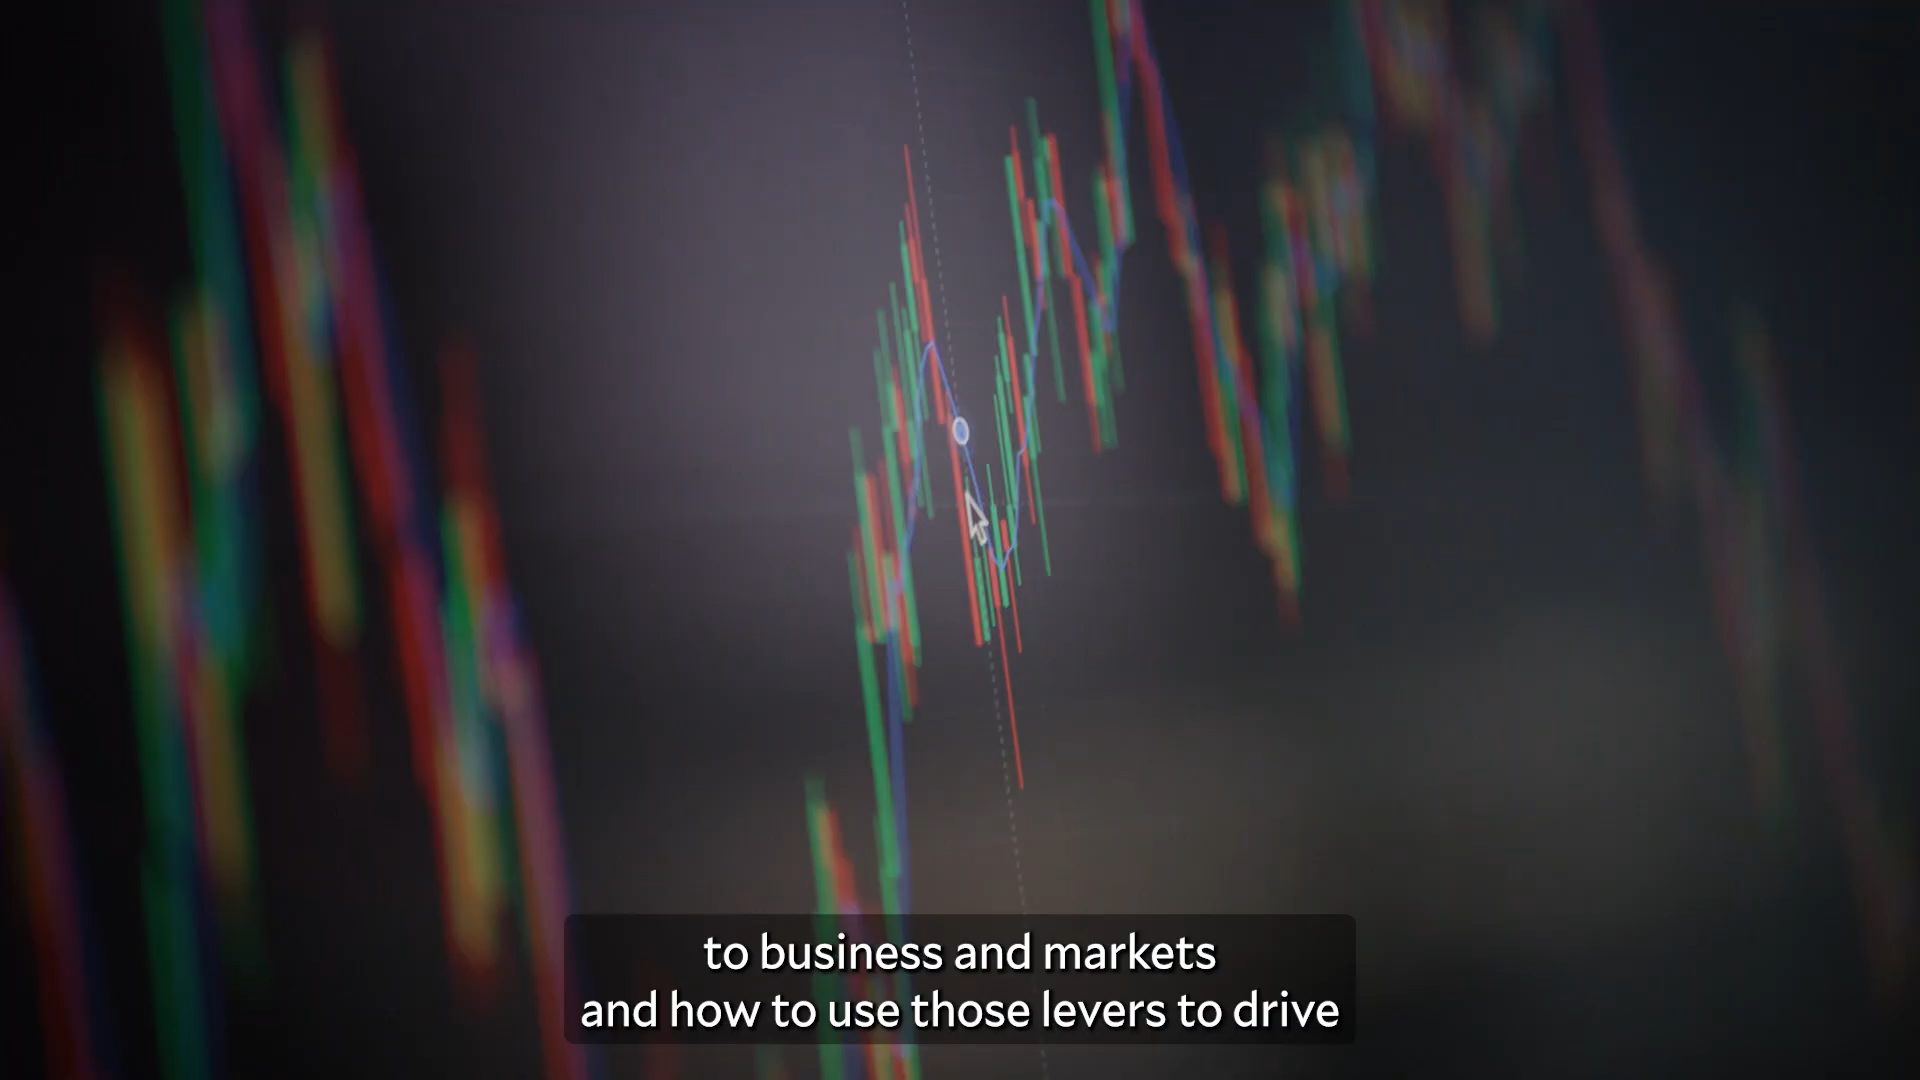 to business and markets
and how to use those levers to drive